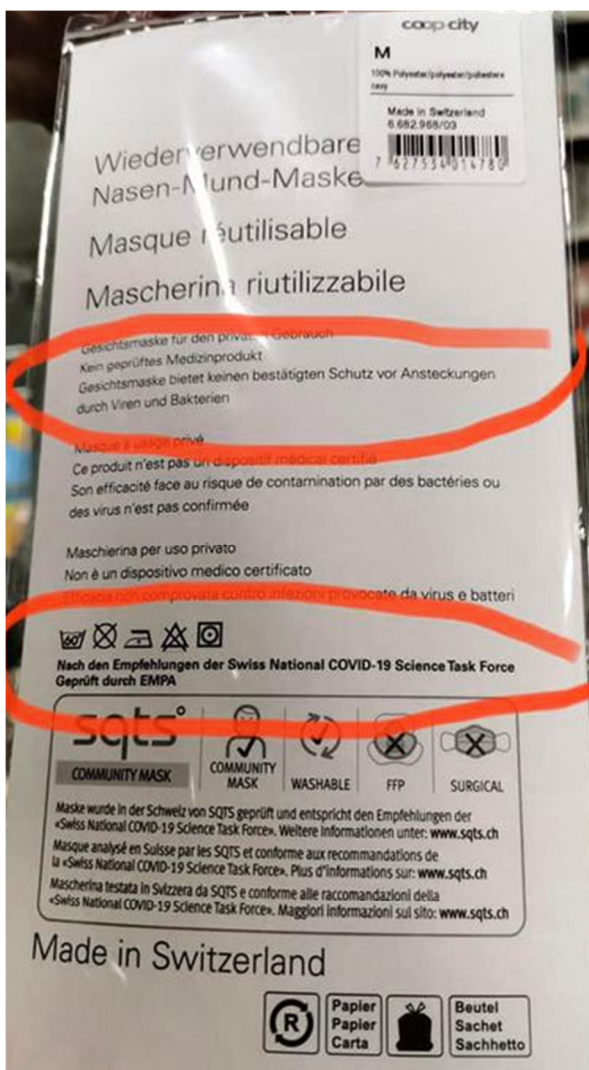 coop city
M
100% Polyester/polyester/poliestere
navy
Made in Switzerland
6.682.968/03
7 627534 014780
Wiederverwendbare
Nasen-Mund-Maske
Masque réutilisable
Mascherina riutilizzabile
Gesichtsmaske für den privaten Gebrauch
Kein geprüftes Medizinprodukt
Gesichtsmaske bietet keinen bestätigten Schutz vor Ansteckungen
durch Viren und Bakterien
Masque à usage privé
Ce produit n'est pas un dispositif médical certifié
Son efficacité face au risque de contamination par des bactéries ou
des virus n'est pas confirmée
Maschierina per uso privato
Non è un dispositivo medico certificato
Efficacia non comprovata contro infezioni provocate da virus e batteri
60°
Nach den Empfehlungen der Swiss National COVID-19 Science Task Force
Geprüft durch EMPA
sqts°
COMMUNITY MASK
COMMUNITY
MASK
WASHABLE
FFP
SURGICAL
Maske wurde in der Schweiz von SQTS geprüft und entspricht den Empfehlungen der
«Swiss National COVID-19 Science Task Force». Weitere Informationen unter: www.sqts.ch
Masque analysé en Suisse par les SQTS et conforme aux recommandations de
la «Swiss National COVID-19 Science Task Force». Plus d'informations sur: www.sqts.ch
Mascherina testata in Svizzera da SQTS e conforme alle raccomandazioni della
«Swiss National COVID-19 Science Task Force». Maggiori informazioni sul sito: www.sqts.ch
Made in Switzerland
R
Papier
Papier
Carta
Beutel
Sachet
Sachhetto